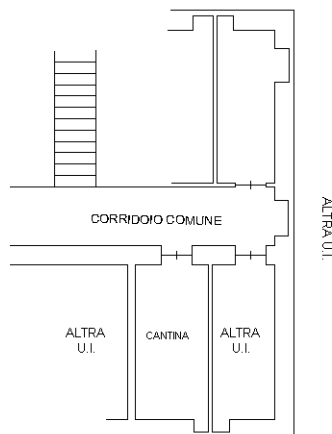 CORRIDOIO COMUNE
ALTRA U.I.
ALTRA
U.I.
CANTINA
ALTRA
U.I.